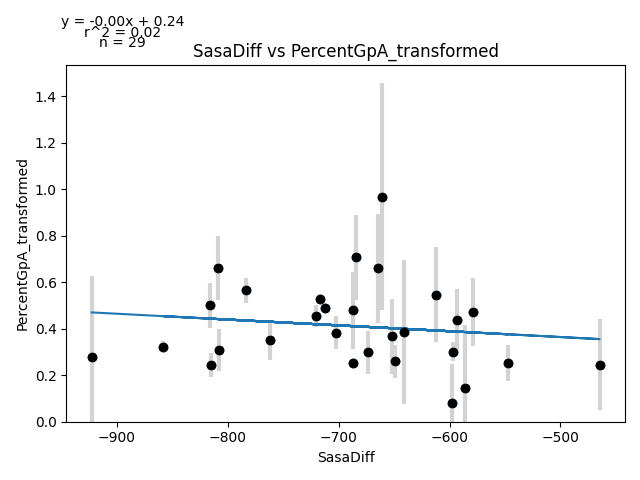 y = -0.00x + 0.24
r^2 = 0.02
n = 29
SasaDiff vs PercentGpA_transformed
PercentGpA_transformed
1.4
1.2
1.0
0.8
0.6
0.4
0.2
0.0
−900 −800 −700 −600 −500
SasaDiff